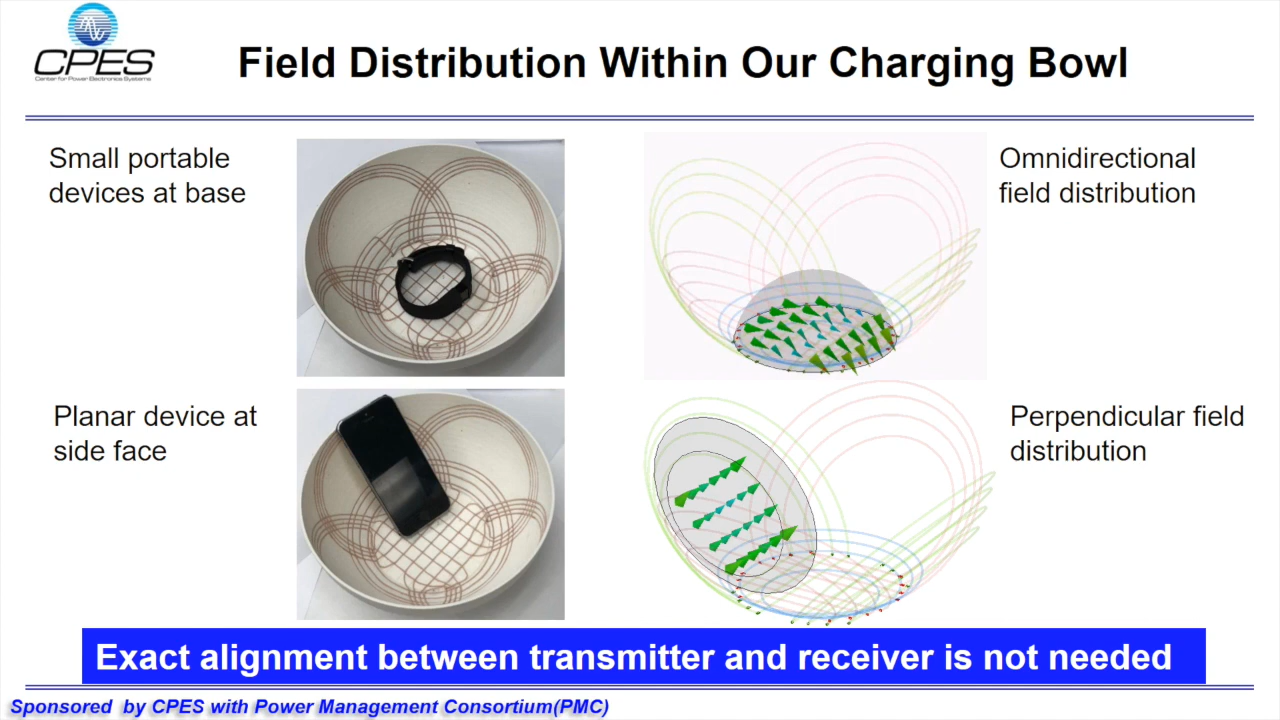 CPES
Center for Power Electronics Systems
Field Distribution Within Our Charging Bowl
Small portable
devices at base
Omnidirectional
field distribution
Planar device at
side face
Perpendicular field
distribution
Exact alignment between transmitter and receiver is not needed
Sponsored by CPES with Power Management Consortium(PMC)